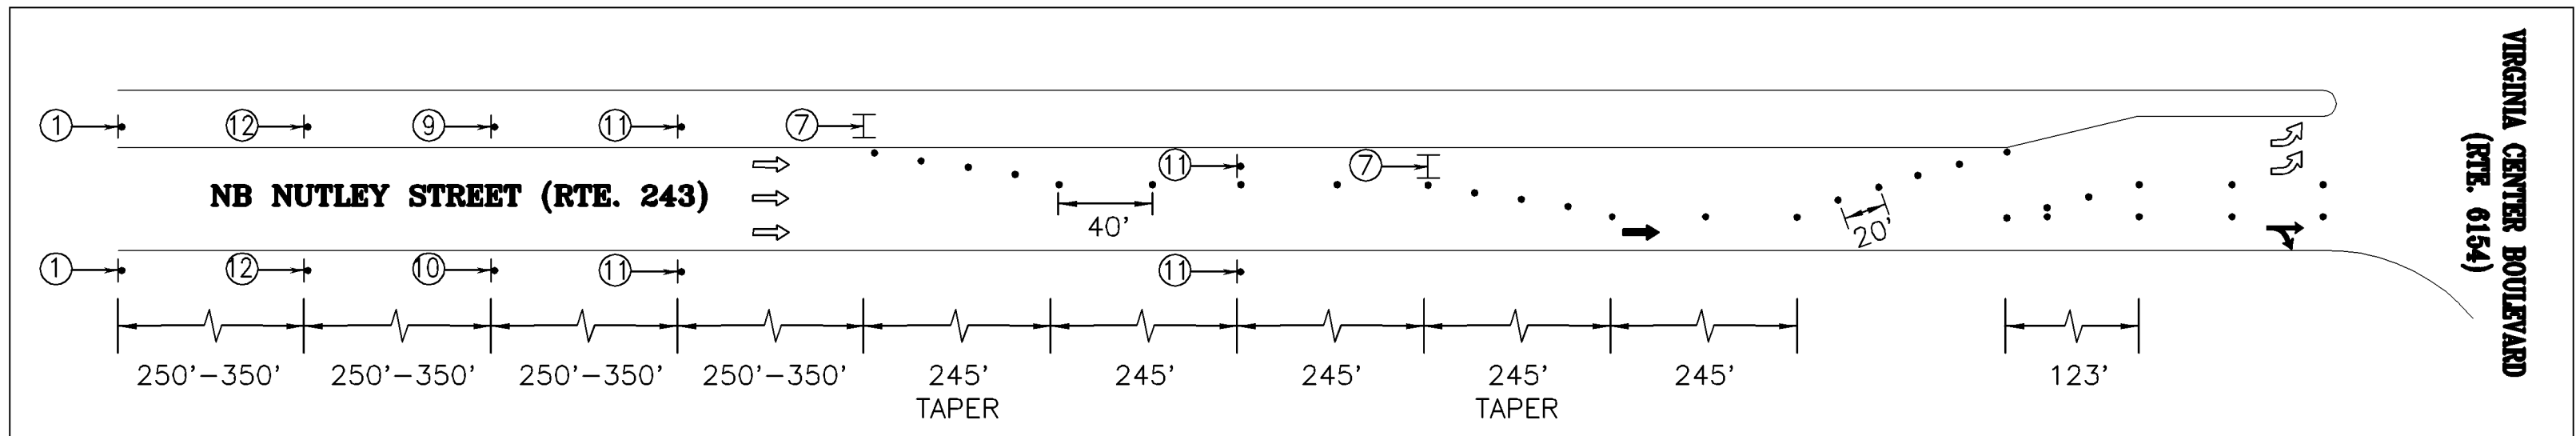 1 12 9 11 7
11 7
NB NUTLEY STREET (RTE. 243)
40'
20'
1 12 10 11 11
250'-350' 250'-350' 250'-350' 250'-350' 245' 245' 245' 245' 245' 123'
TAPER TAPER
VIRGINIA CENTER BOULEVARD
(RTE. 6154)